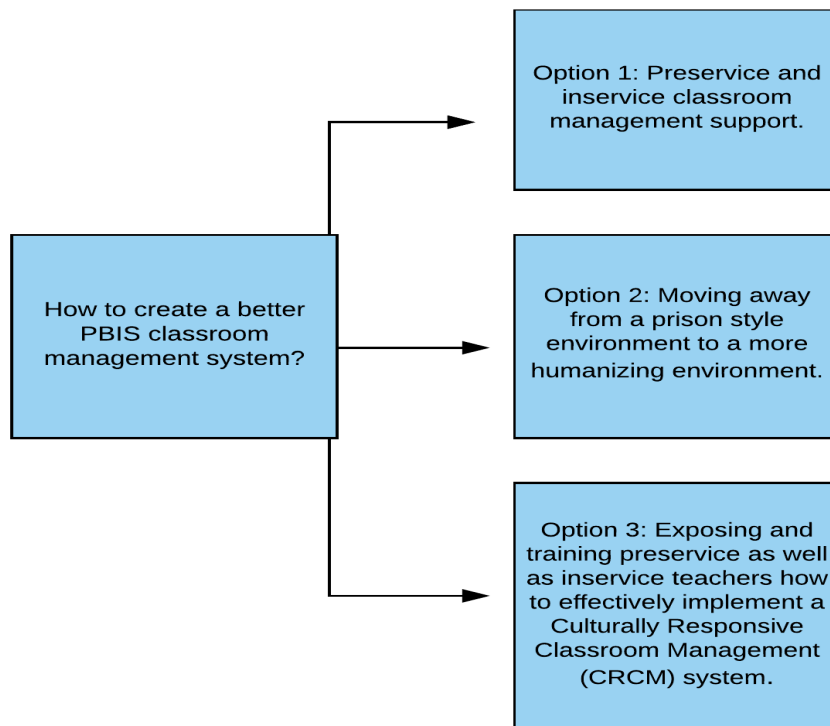 Option 1: Preservice and
inservice classroom
management support.
How to create a better
PBIS classroom
management system?
Option 2: Moving away
from a prison style
environment to a more
humanizing environment.
Option 3: Exposing and
training preservice as well
as inservice teachers how
to effectively implement a
Culturally Responsive
Classroom Management
(CRCM) system.